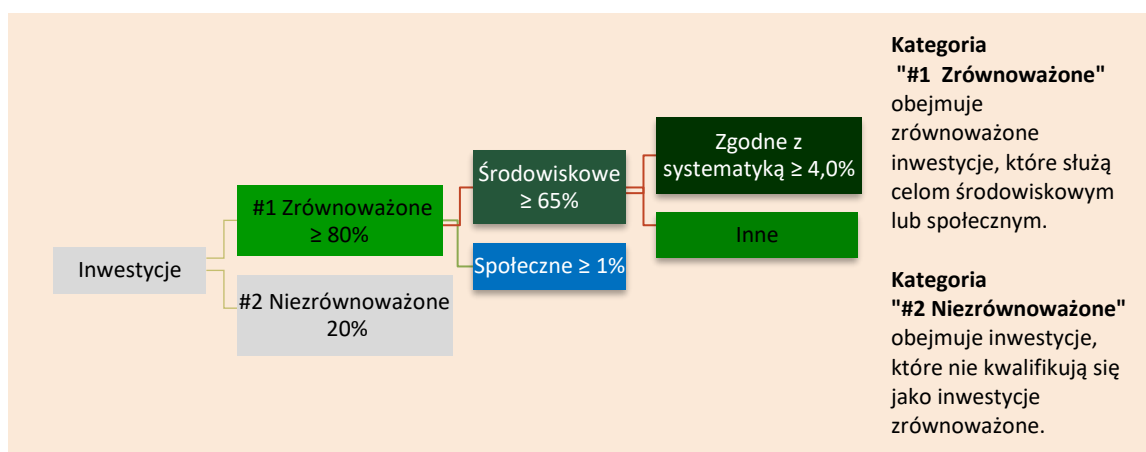 Inwestycje
#1 Zrównoważone
≥ 80%
#2 Niezrównoważone
20%
Środowiskowe
≥ 65%
Społeczne ≥ 1%
Zgodne z
systematyką ≥ 4,0%
Inne
Kategoria
"#1 Zrównoważone"
obejmuje
zrównoważone
inwestycje, które służą
celom środowiskowym
lub społecznym.
Kategoria
"#2 Niezrównoważone"
obejmuje inwestycje,
które nie kwalifikują się
jako inwestycje
zrównoważone.